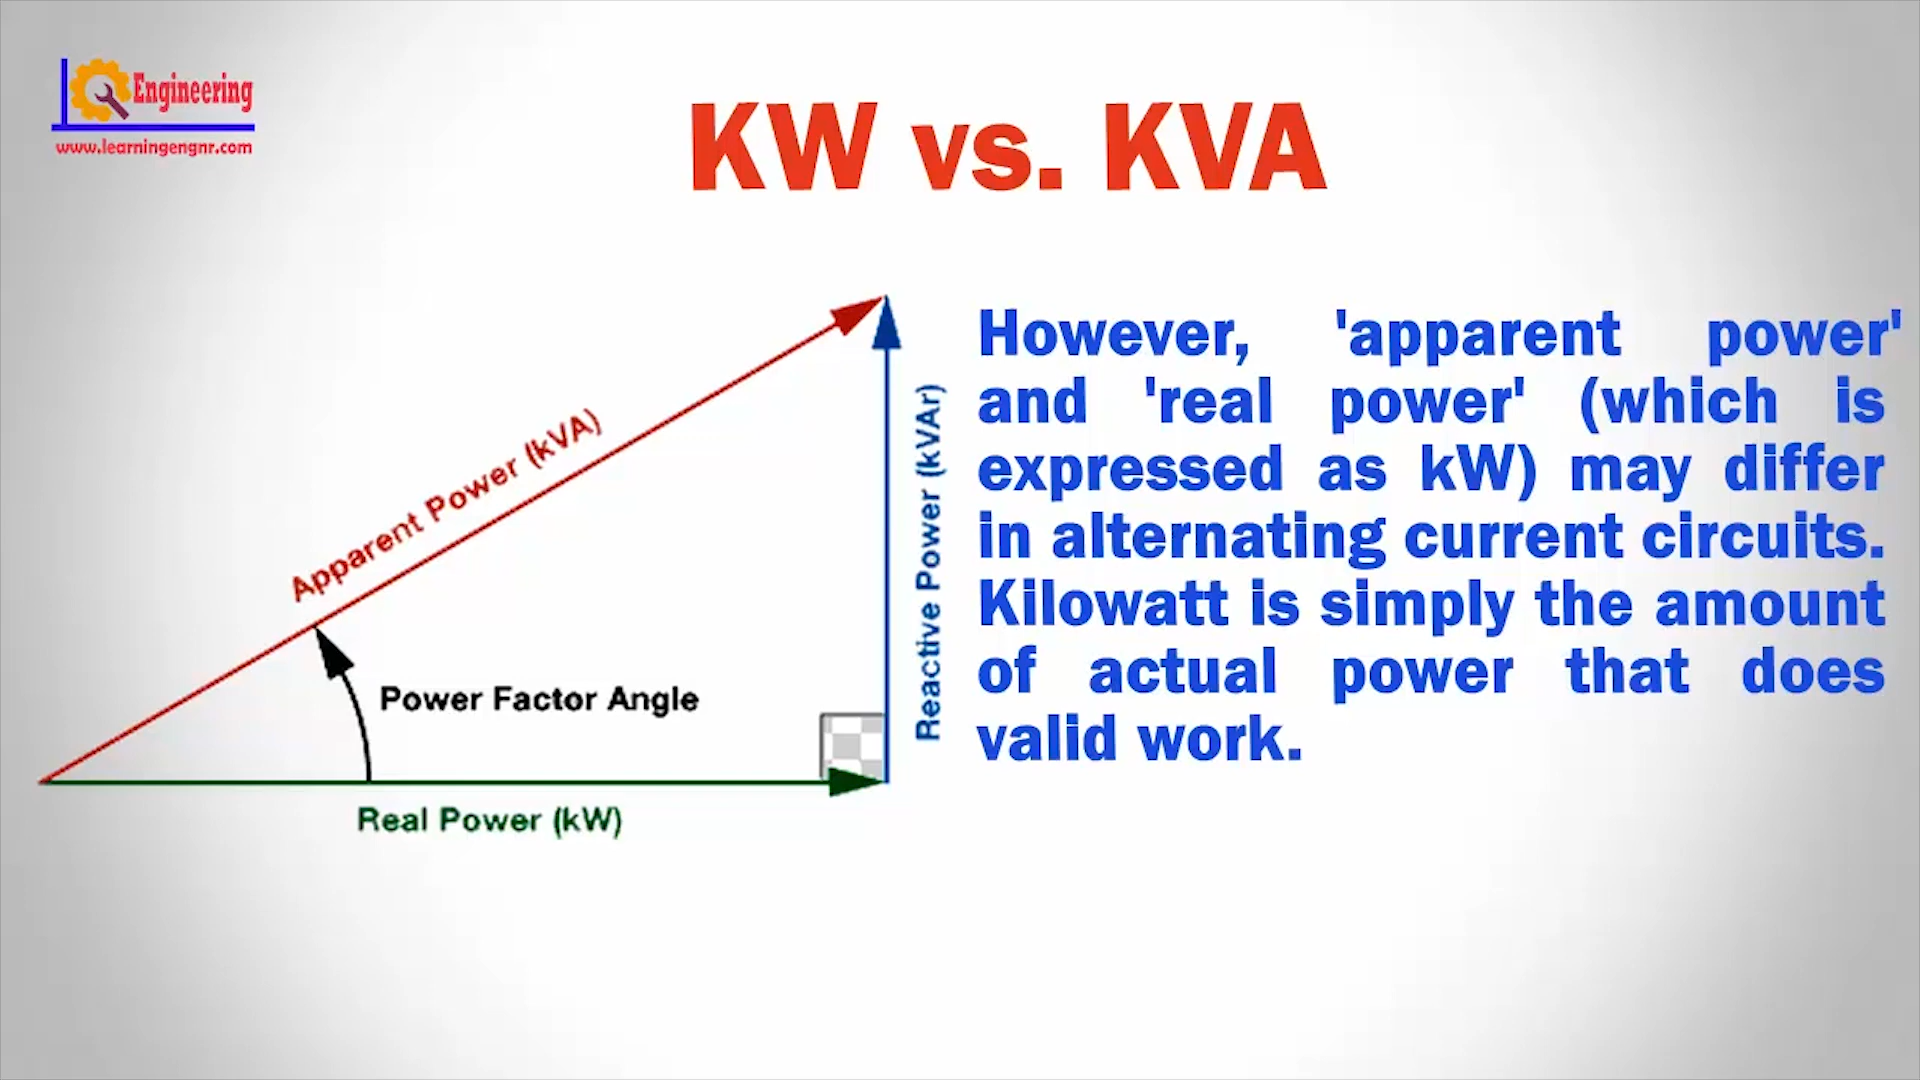 Engineering
www.learningengnr.com
KW vs. KVA
Apparent Power (kVA)
Power Factor Angle
Real Power (kW)
Reactive Power (kVAr)
However, 'apparent power'
and 'real power' (which is
expressed as kW) may differ
in alternating current circuits.
Kilowatt is simply the amount
of actual power that does
valid work.